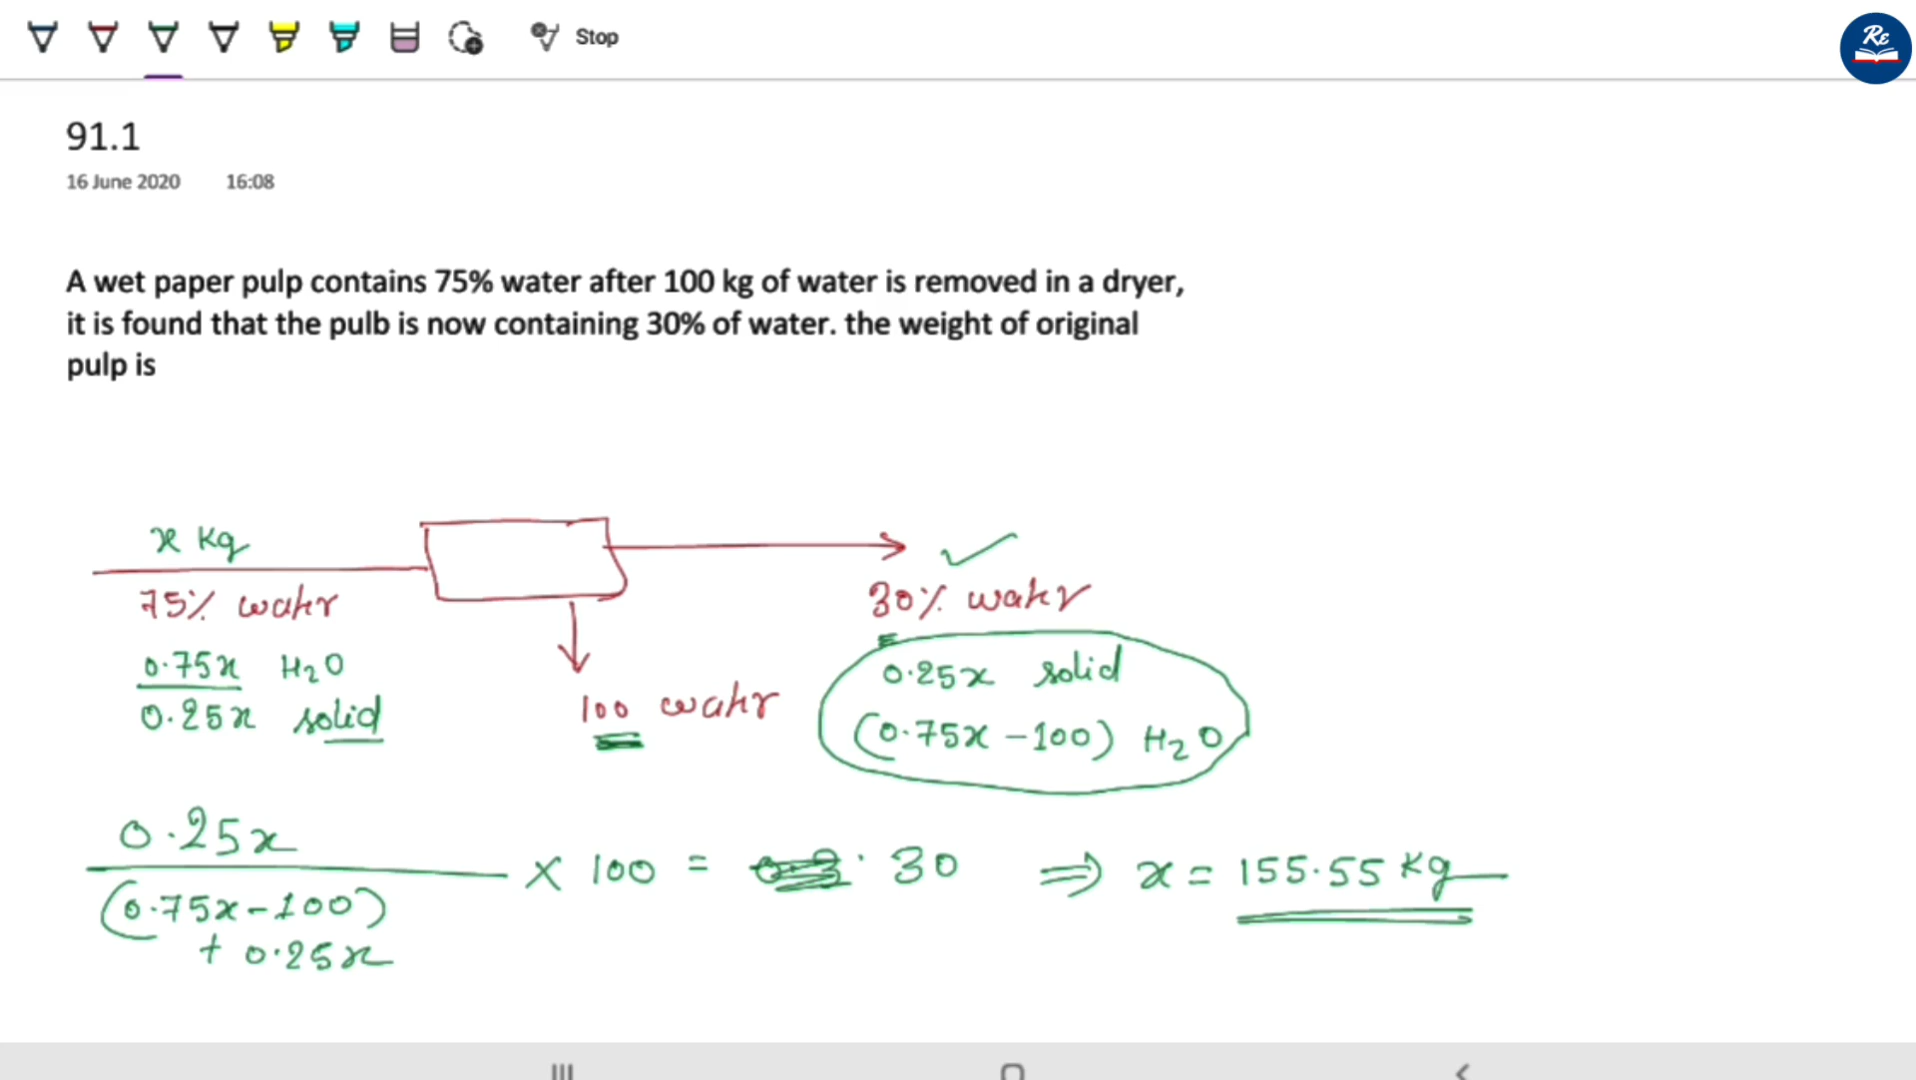 Stop
Rε
91.1
16 June 2020 16:08
A wet paper pulp contains 75% water after 100 kg of water is removed in a dryer,
it is found that the pulb is now containing 30% of water. the weight of original
pulp is
x Kg
75% water
0.75x H2O
0.25x solid
100 water
30% water
0.25x solid
(0.75x - 100) H2O
0.25x
(0.75x - 100)
+ 0.25x
× 100 = 30 ⇒ x = 155.55 Kg